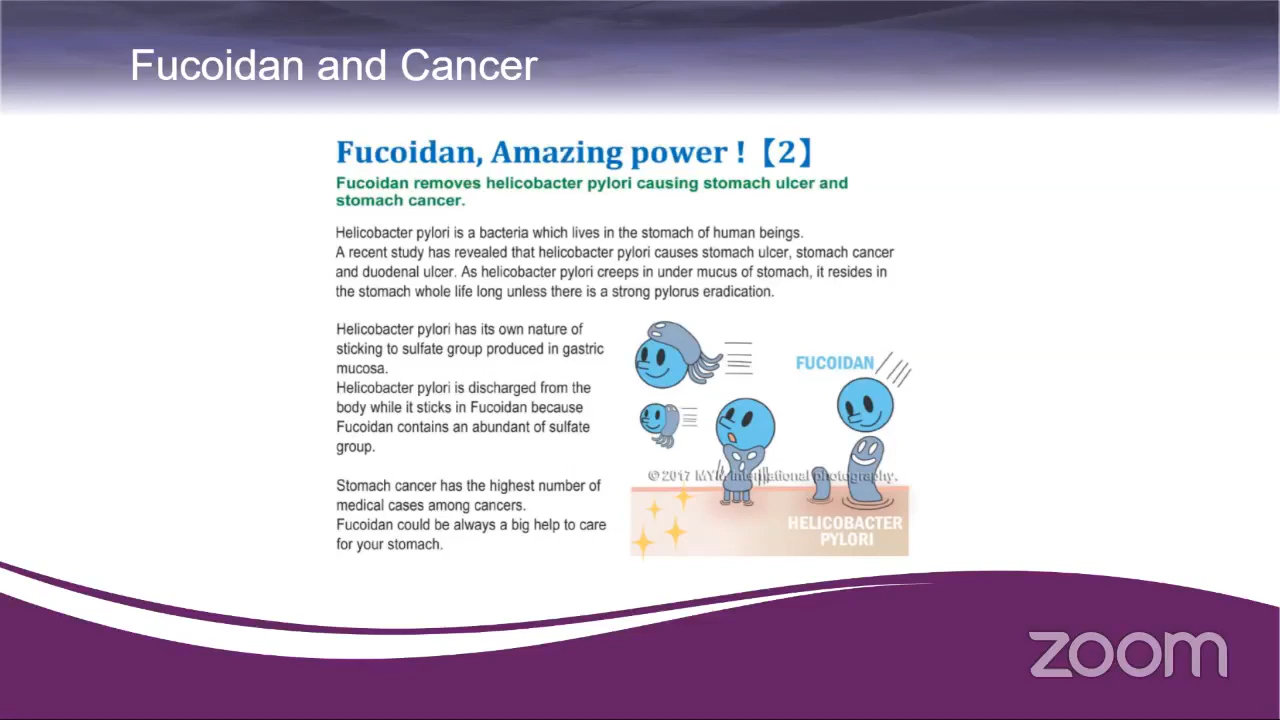 Fucoidan and Cancer
Fucoidan, Amazing power !【2】
Fucoidan removes helicobacter pylori causing stomach ulcer and
stomach cancer.
Helicobacter pylori is a bacteria which lives in the stomach of human beings.
A recent study has revealed that helicobacter pylori causes stomach ulcer, stomach cancer
and duodenal ulcer. As helicobacter pylori creeps in under mucus of stomach, it resides in
the stomach whole life long unless there is a strong pylorus eradication.
Helicobacter pylori has its own nature of
sticking to sulfate group produced in gastric
mucosa.
Helicobacter pylori is discharged from the
body while it sticks in Fucoidan because
Fucoidan contains an abundant of sulfate
group.
Stomach cancer has the highest number of
medical cases among cancers.
Fucoidan could be always a big help to care
for your stomach.
FUCOIDAN
© 2017 International photography.
HELICOBACTER
PYLORI
zoom